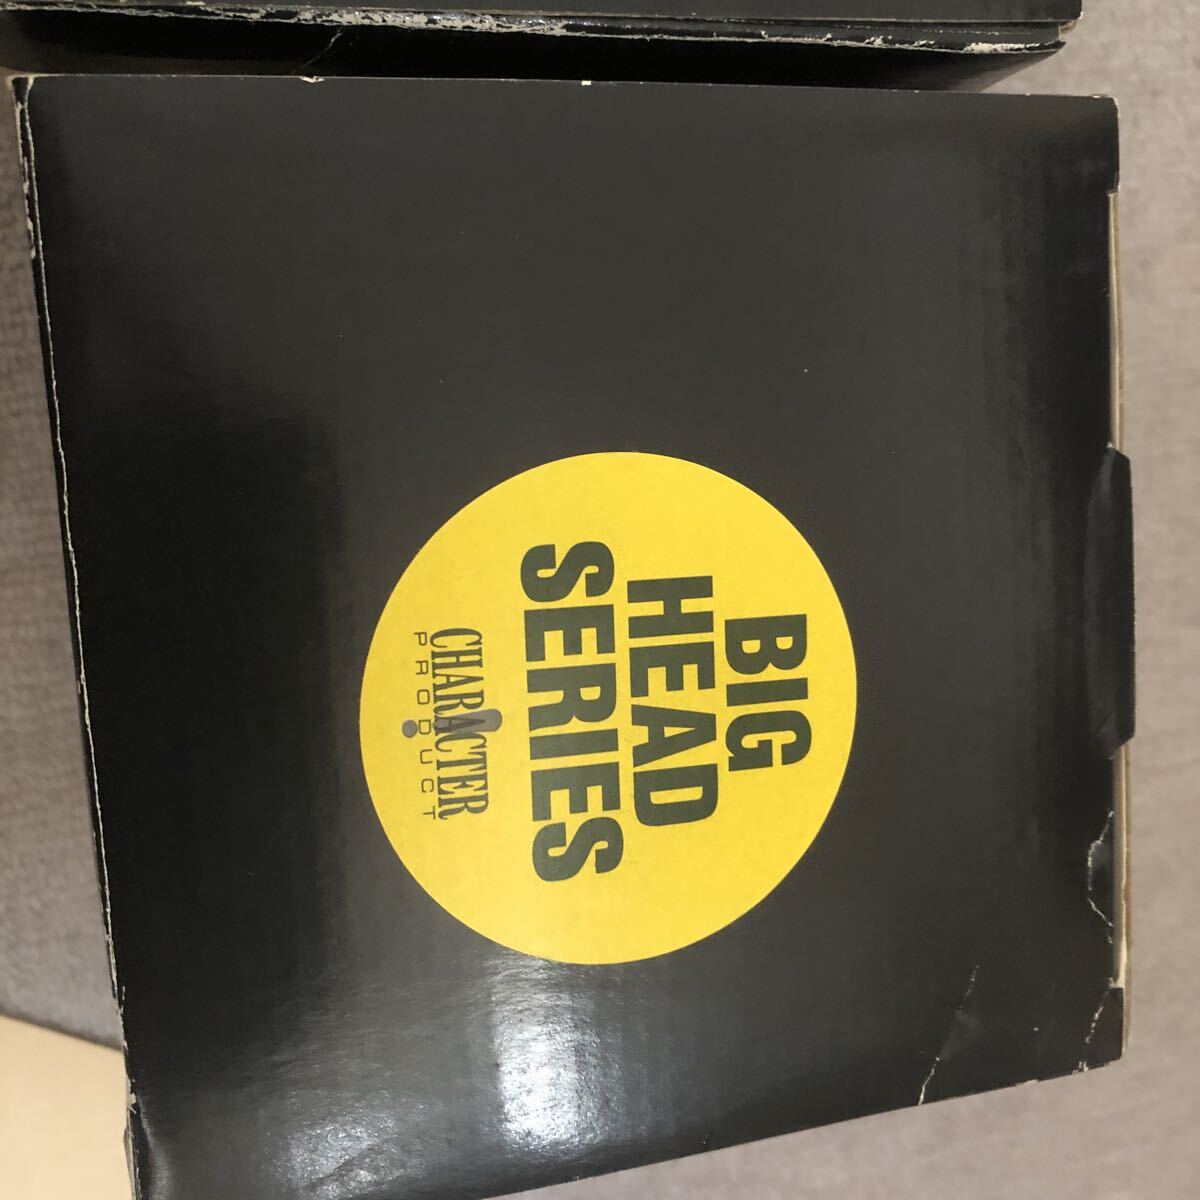 BIG
HEAD
SERIES
CHARACTER
PRODUCT